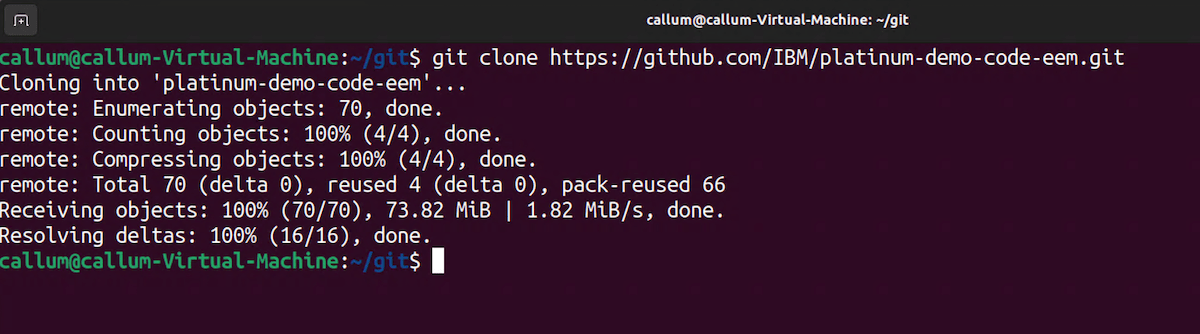 callum@callum-Virtual-Machine: ~/git
callum@callum-Virtual-Machine:~/git$ git clone https://github.com/IBM/platinum-demo-code-eem.git
Cloning into 'platinum-demo-code-eem'...
remote: Enumerating objects: 70, done.
remote: Counting objects: 100% (4/4), done.
remote: Compressing objects: 100% (4/4), done.
remote: Total 70 (delta 0), reused 4 (delta 0), pack-reused 66
Receiving objects: 100% (70/70), 73.82 MiB | 1.82 MiB/s, done.
Resolving deltas: 100% (16/16), done.
callum@callum-Virtual-Machine:~/git$